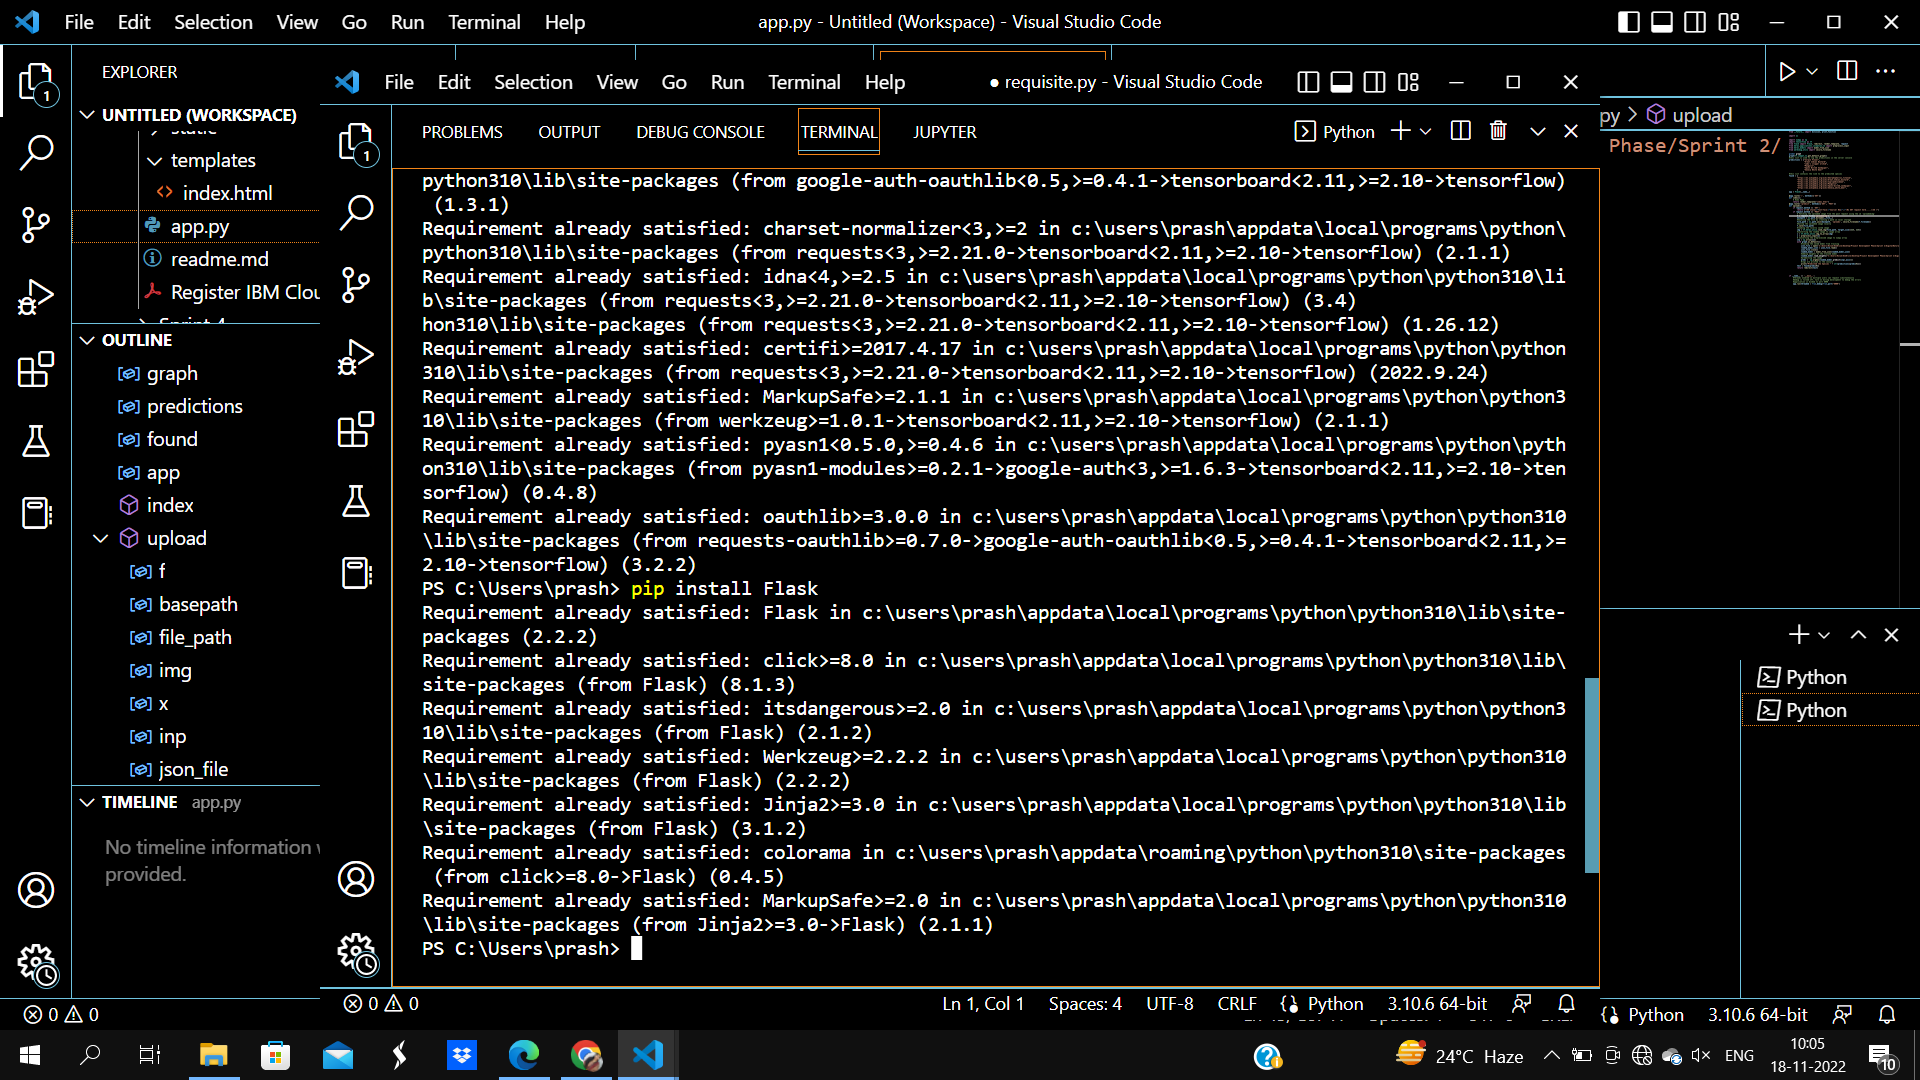 File Edit Selection View Go Run Terminal Help
app.py - Untitled (Workspace) - Visual Studio Code
EXPLORER
UNTITLED (WORKSPACE)
static
templates
index.html
app.py
readme.md
Register IBM Clou
Sprint 4
OUTLINE
graph
predictions
found
app
index
upload
f
basepath
file_path
img
x
inp
json_file
TIMELINE app.py
No timeline information
provided.
1
0 0
File Edit Selection View Go Run Terminal Help
● requisite.py - Visual Studio Code
1
PROBLEMS OUTPUT DEBUG CONSOLE TERMINAL JUPYTER
Python
python310\lib\site-packages (from google-auth-oauthlib<0.5,>=0.4.1->tensorboard<2.11,>=2.10->tensorflow)
(1.3.1)
Requirement already satisfied: charset-normalizer<3,>=2 in c:\users\prash\appdata\local\programs\python\
python310\lib\site-packages (from requests<3,>=2.21.0->tensorboard<2.11,>=2.10->tensorflow) (2.1.1)
Requirement already satisfied: idna<4,>=2.5 in c:\users\prash\appdata\local\programs\python\python310\li
b\site-packages (from requests<3,>=2.21.0->tensorboard<2.11,>=2.10->tensorflow) (3.4)
hon310\lib\site-packages (from requests<3,>=2.21.0->tensorboard<2.11,>=2.10->tensorflow) (1.26.12)
Requirement already satisfied: certifi>=2017.4.17 in c:\users\prash\appdata\local\programs\python\python
310\lib\site-packages (from requests<3,>=2.21.0->tensorboard<2.11,>=2.10->tensorflow) (2022.9.24)
Requirement already satisfied: MarkupSafe>=2.1.1 in c:\users\prash\appdata\local\programs\python\python3
10\lib\site-packages (from werkzeug>=1.0.1->tensorboard<2.11,>=2.10->tensorflow) (2.1.1)
Requirement already satisfied: pyasn1<0.5.0,>=0.4.6 in c:\users\prash\appdata\local\programs\python\pyth
on310\lib\site-packages (from pyasn1-modules>=0.2.1->google-auth<3,>=1.6.3->tensorboard<2.11,>=2.10->ten
sorflow) (0.4.8)
Requirement already satisfied: oauthlib>=3.0.0 in c:\users\prash\appdata\local\programs\python\python310
\lib\site-packages (from requests-oauthlib>=0.7.0->google-auth-oauthlib<0.5,>=0.4.1->tensorboard<2.11,>=
2.10->tensorflow) (3.2.2)
PS C:\Users\prash> pip install Flask
Requirement already satisfied: Flask in c:\users\prash\appdata\local\programs\python\python310\lib\site-
packages (2.2.2)
Requirement already satisfied: click>=8.0 in c:\users\prash\appdata\local\programs\python\python310\lib\
site-packages (from Flask) (8.1.3)
Requirement already satisfied: itsdangerous>=2.0 in c:\users\prash\appdata\local\programs\python\python3
10\lib\site-packages (from Flask) (2.1.2)
Requirement already satisfied: Werkzeug>=2.2.2 in c:\users\prash\appdata\local\programs\python\python310
\lib\site-packages (from Flask) (2.2.2)
Requirement already satisfied: Jinja2>=3.0 in c:\users\prash\appdata\local\programs\python\python310\lib
\site-packages (from Flask) (3.1.2)
Requirement already satisfied: colorama in c:\users\prash\appdata\roaming\python\python310\site-packages
(from click>=8.0->Flask) (0.4.5)
Requirement already satisfied: MarkupSafe>=2.0 in c:\users\prash\appdata\local\programs\python\python310
\lib\site-packages (from Jinja2>=3.0->Flask) (2.1.1)
PS C:\Users\prash>
0 0 Ln 1, Col 1 Spaces: 4 UTF-8 CRLF Python 3.10.6 64-bit
py > upload
Phase/Sprint 2/
Python
Python
Python 3.10.6 64-bit
24°C Haze
ENG
10:05
18-11-2022
10